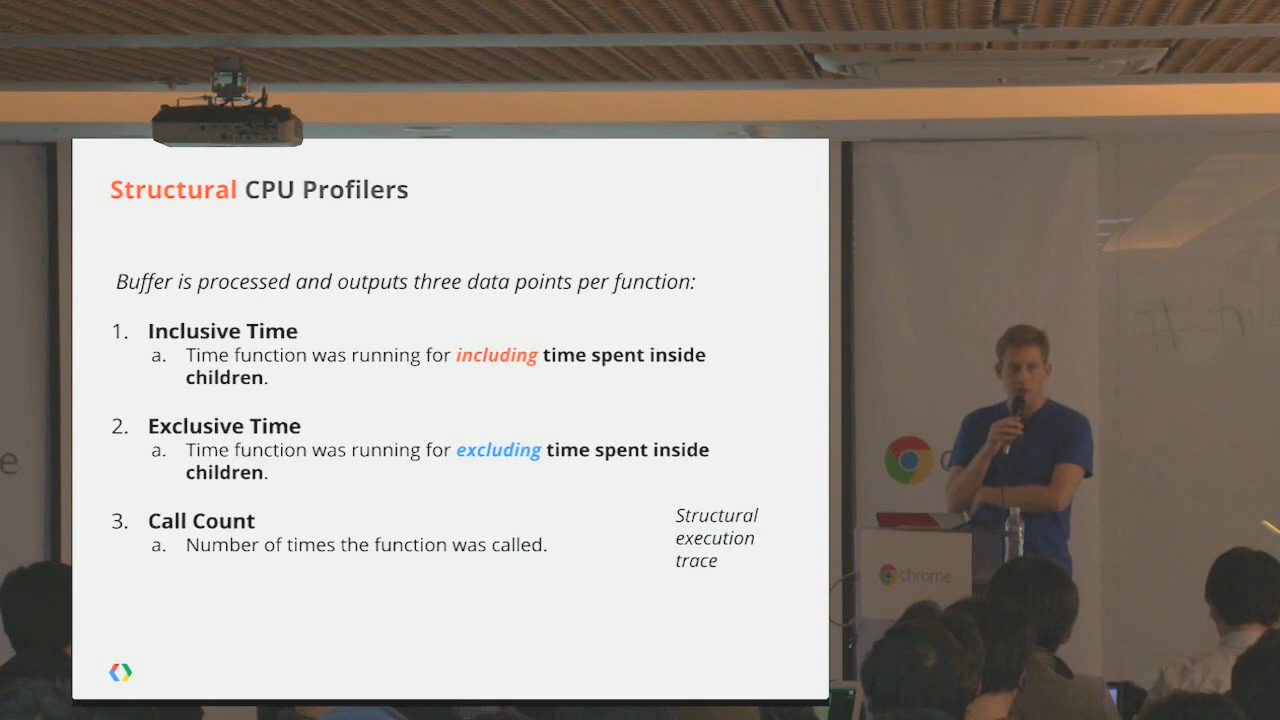 Structural CPU Profilers
Buffer is processed and outputs three data points per function:
1. Inclusive Time
a. Time function was running for including time spent inside
children.
2. Exclusive Time
a. Time function was running for excluding time spent inside
children.
3. Call Count
a. Number of times the function was called.
Structural
execution
trace
e
c
chrome